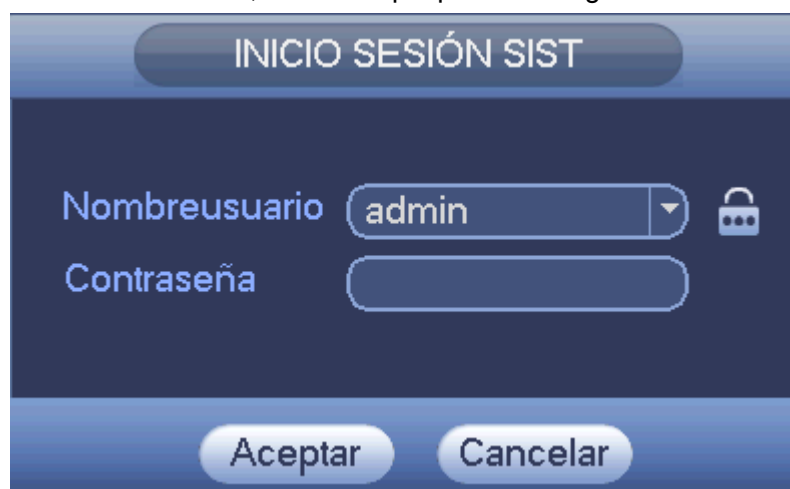 INICIO SESIÓN SIST
Nombreusuario admin
Contraseña
Aceptar Cancelar